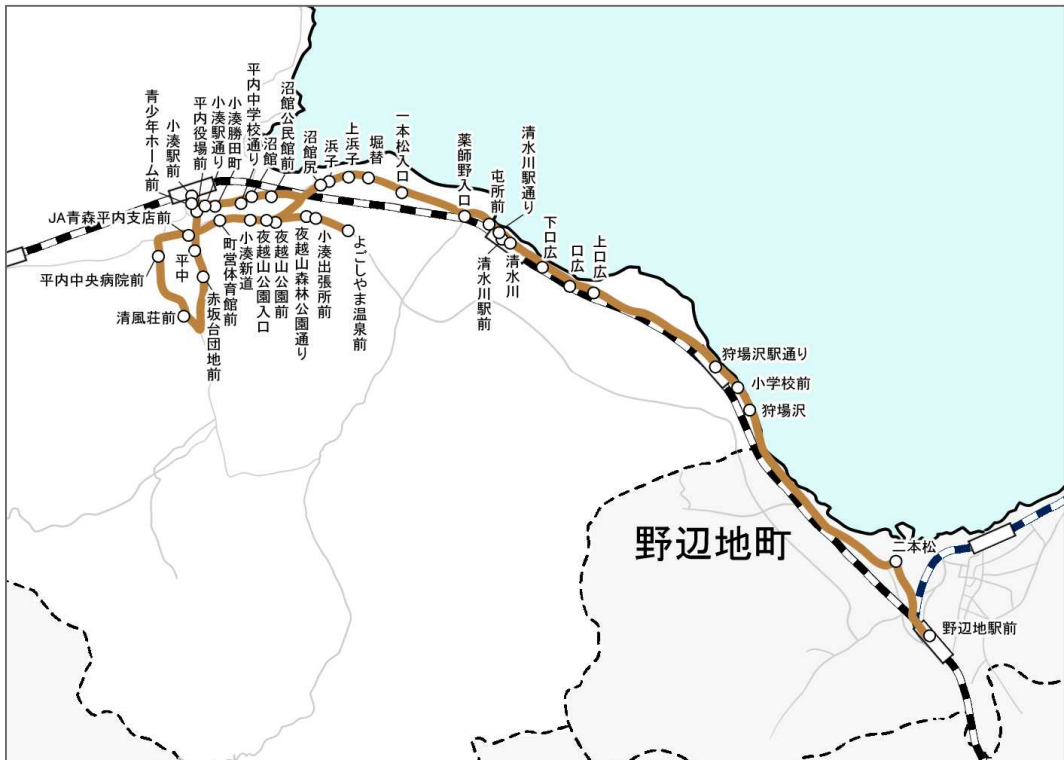 青少年ホーム前
小湊駅前
平内役場前
小湊駅通り
小湊勝田町
平内中学校通り
沼館
沼館公民館前
沼館尻
浜子
上浜子
堀替
一本松入口
薬師野入口
屯所前
清水川駅通り
清水川駅前
清水川
下口広
口広
上口広
JA青森平内支店前
平内中央病院前
清風荘前
平中
赤坂台団地前
町営体育館前
小湊新道
夜越山公園入口
夜越山公園前
夜越山森林公園通り
小湊出張所前
よごしやま温泉前
狩場沢駅通り
小学校前
狩場沢
野辺地町
二本松
野辺地駅前